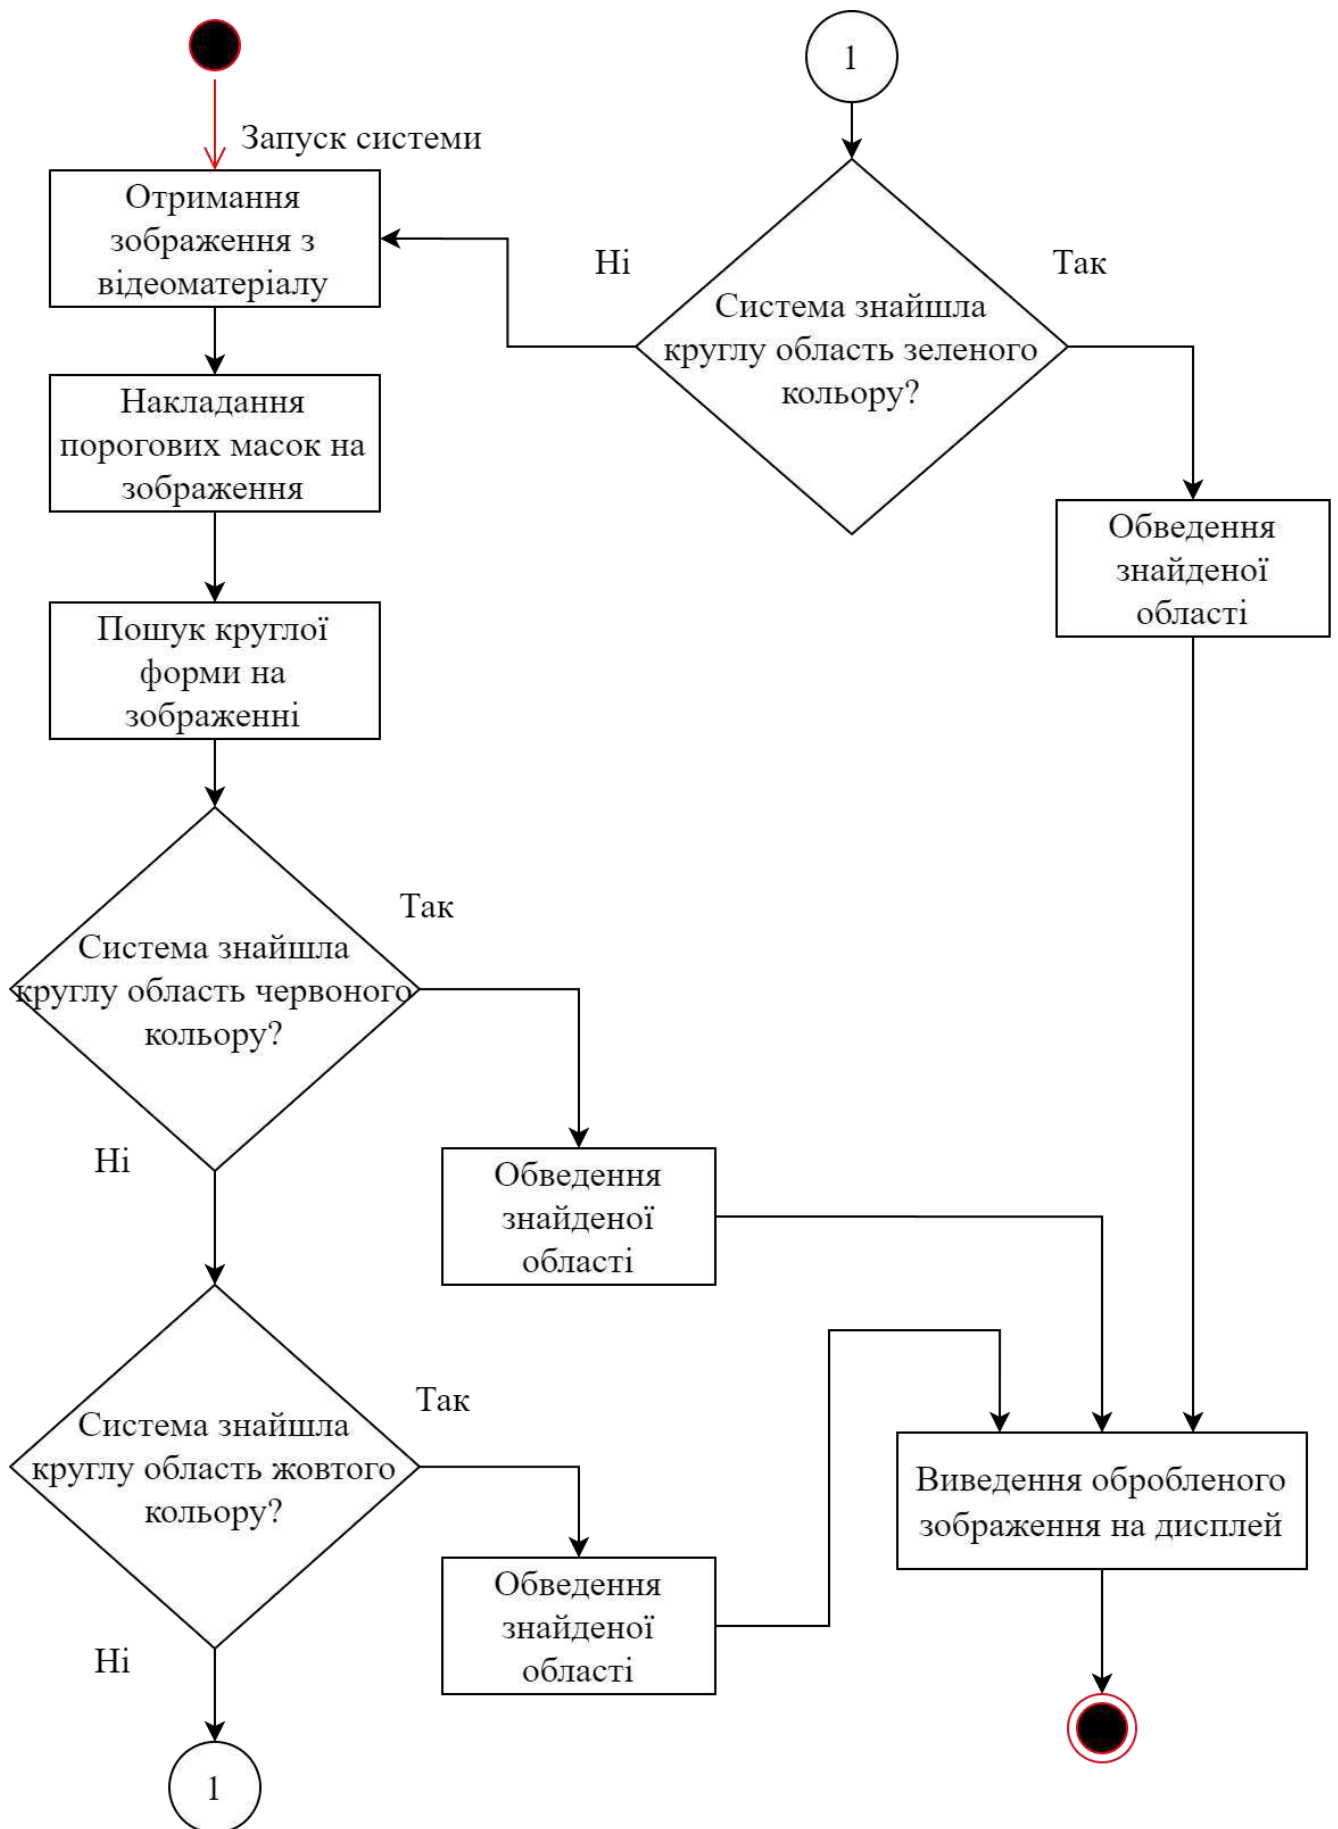 Запуск системи
Отримання
зображення з
відеоматеріалу
Накладання
порогових масок на
зображення
Пошук круглої
форми на
зображенні
Так
Система знайшла
круглу область червоного
кольору?
Ні
Обведення
знайденої
області
Так
Система знайшла
круглу область жовтого
кольору?
Ні
Обведення
знайденої
області
1
1
Ні
Так
Система знайшла
круглу область зеленого
кольору?
Обведення
знайденої
області
Виведення обробленого
зображення на дисплей